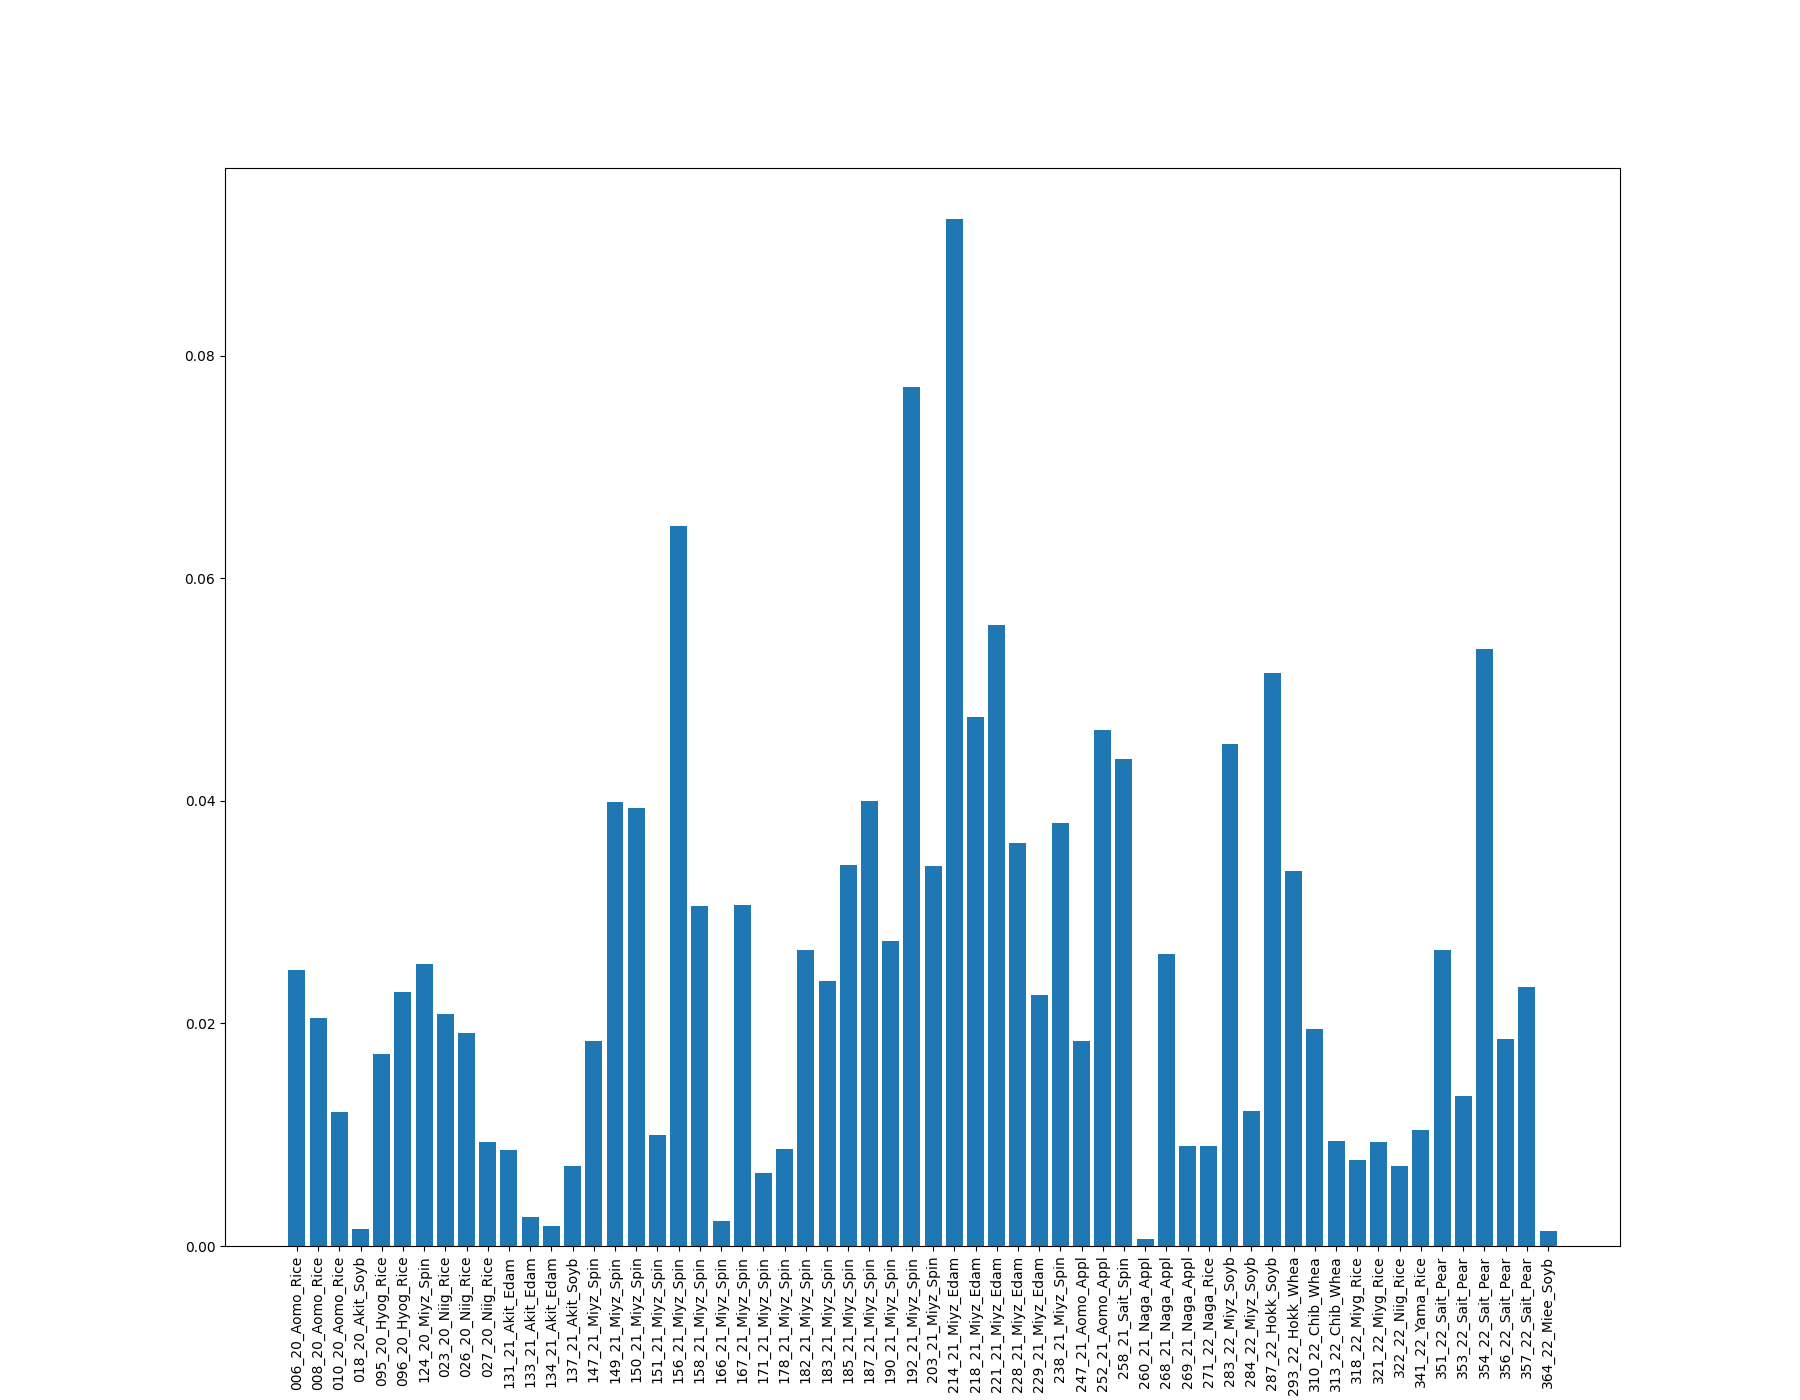 0.08
0.06
0.04
0.02
0.00
006_20_Aomo_Rice
008_20_Aomo_Rice
010_20_Aomo_Rice
018_20_Akit_Soyb
095_20_Hyog_Rice
096_20_Hyog_Rice
124_20_Miyz_Spin
023_20_Niig_Rice
026_20_Niig_Rice
027_20_Niig_Rice
131_21_Akit_Edam
133_21_Akit_Edam
134_21_Akit_Edam
137_21_Akit_Soyb
147_21_Miyz_Spin
149_21_Miyz_Spin
150_21_Miyz_Spin
151_21_Miyz_Spin
156_21_Miyz_Spin
158_21_Miyz_Spin
166_21_Miyz_Spin
167_21_Miyz_Spin
171_21_Miyz_Spin
178_21_Miyz_Spin
182_21_Miyz_Spin
183_21_Miyz_Spin
185_21_Miyz_Spin
187_21_Miyz_Spin
190_21_Miyz_Spin
192_21_Miyz_Spin
203_21_Miyz_Spin
214_21_Miyz_Edam
218_21_Miyz_Edam
221_21_Miyz_Edam
228_21_Miyz_Edam
229_21_Miyz_Edam
238_21_Miyz_Spin
247_21_Aomo_Appl
252_21_Aomo_Appl
258_21_Sait_Spin
260_21_Naga_Appl
268_21_Naga_Appl
269_21_Naga_Appl
271_22_Naga_Rice
283_22_Miyz_Soyb
284_22_Miyz_Soyb
287_22_Hokk_Soyb
293_22_Hokk_Whea
310_22_Chib_Whea
313_22_Chib_Whea
318_22_Miyg_Rice
321_22_Miyg_Rice
322_22_Niig_Rice
341_22_Yama_Rice
351_22_Sait_Pear
353_22_Sait_Pear
354_22_Sait_Pear
356_22_Sait_Pear
357_22_Sait_Pear
364_22_Miee_Soyb